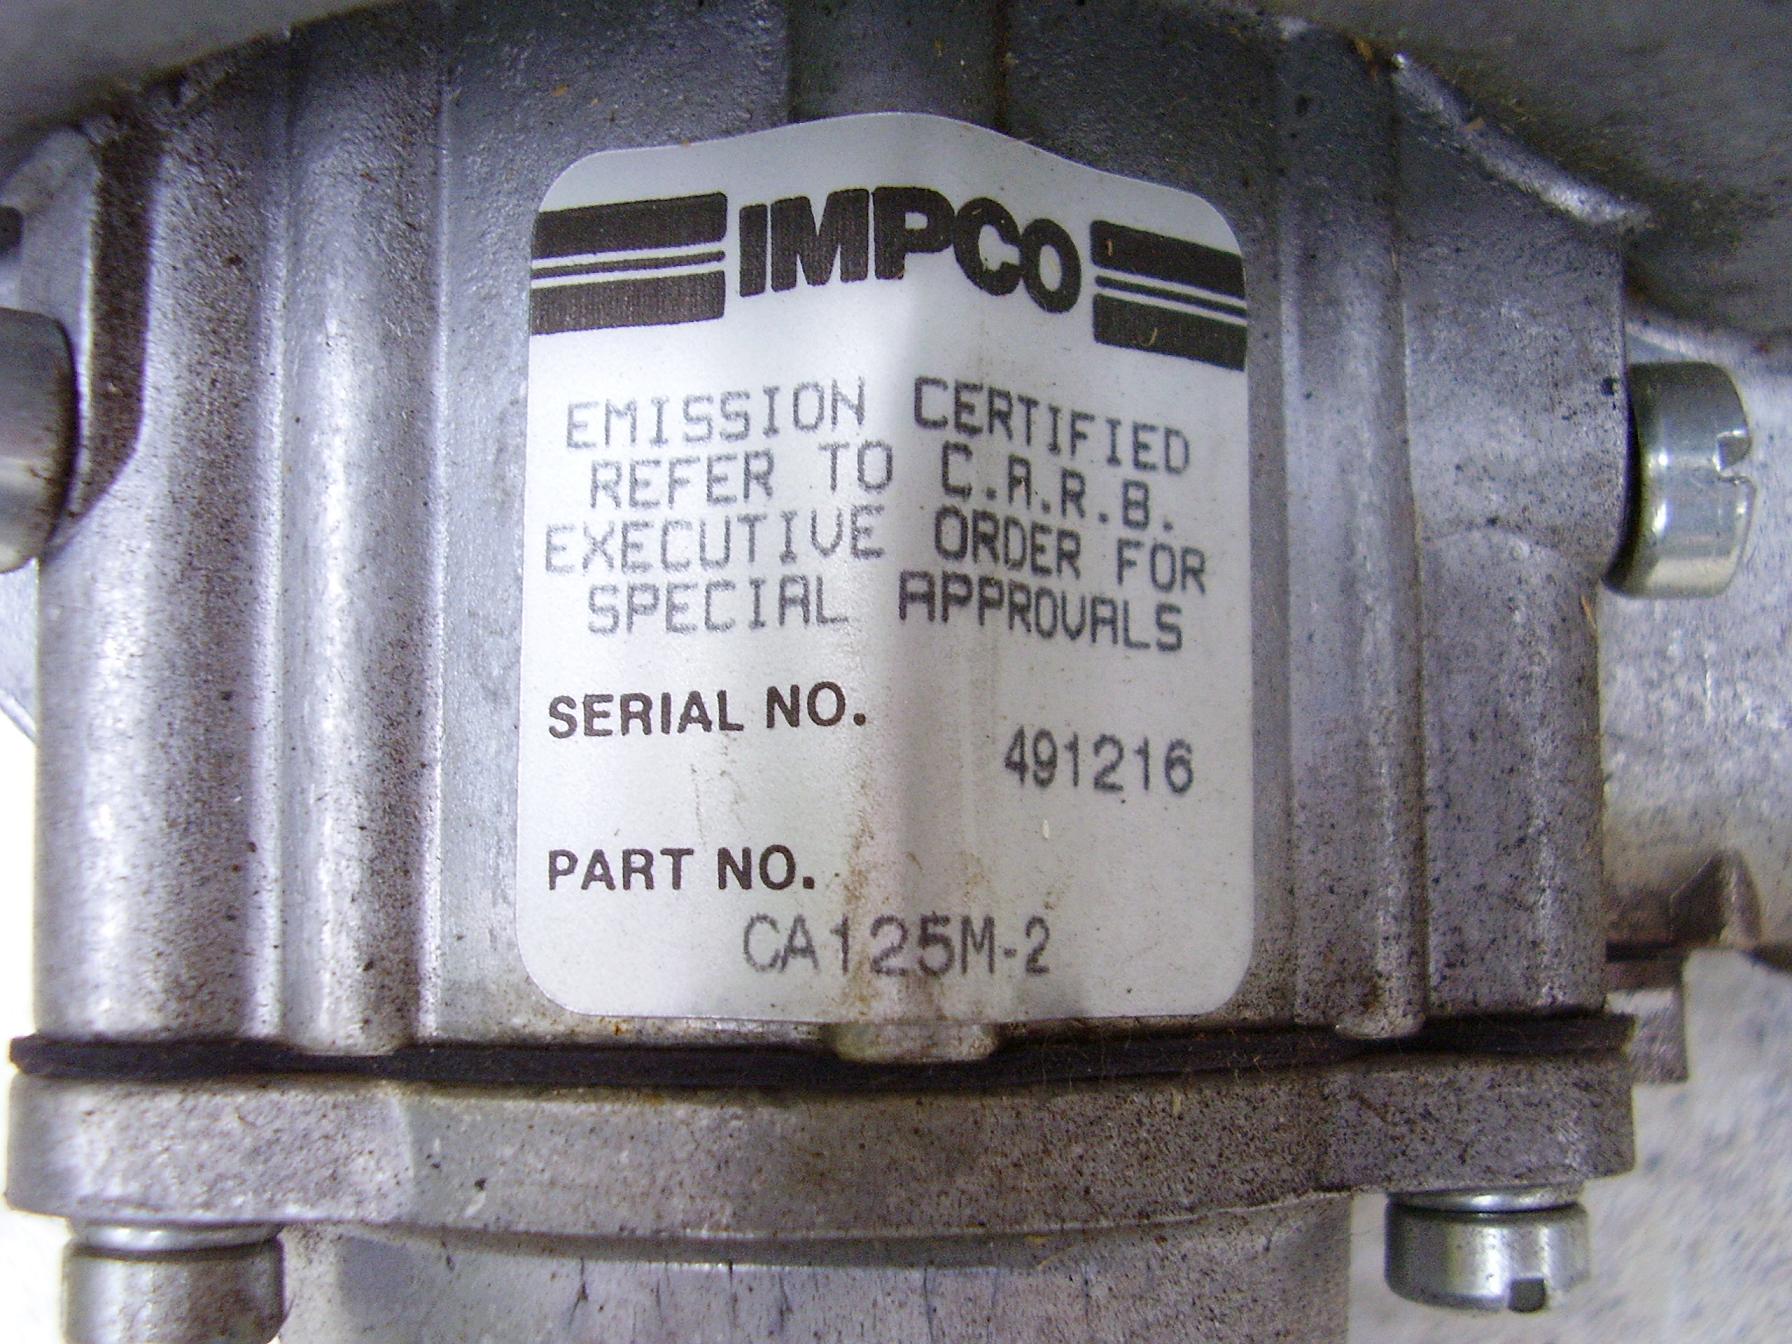 IMPCO
EMISSION CERTIFIED
REFER TO C.A.R.B.
EXECUTIVE ORDER FOR
SPECIAL APPROVALS
SERIAL NO.
491216
PART NO.
CA125M-2